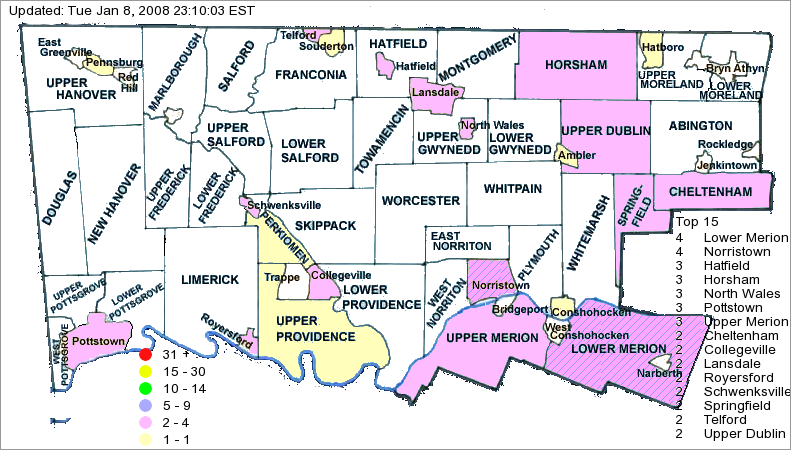 Updated: Tue Jan 8, 2008 23:10:03 EST
East
Greenville
Pennsburg
Red
Hill
UPPER
HANOVER
MARLBOROUGH
SALFORD
Telford
Souderton
FRANCONIA
HATFIELD
Hatfield
Lansdale
MONTGOMERY
HORSHAM
Hatboro
UPPER
MORELAND
Bryn Athyn
LOWER
MORELAND
DOUGLAS
NEW HANOVER
UPPER
FREDERICK
LOWER
FREDERICK
UPPER
SALFORD
LOWER
SALFORD
TOWAMENCIN
UPPER
GWYNEDD
North Wales
LOWER
GWYNEDD
UPPER DUBLIN
Ambler
ABINGTON
Rockledge
Jenkintown
CHELTENHAM
SPRING-
FIELD
Schwenksville
PERKIOMEN
SKIPPACK
WORCESTER
WHITPAIN
EAST
NORRITON
PLYMOUTH
WHITEMARSH
UPPER
POTTSGROVE
LOWER
POTTSGROVE
WEST
POTTSGROVE
Pottstown
LIMERICK
Royersford
Trappe
Collegeville
UPPER
PROVIDENCE
LOWER
PROVIDENCE
WEST
NORRITON
Norristown
Bridgeport
Conshohocken
West
Conshohocken
UPPER MERION
LOWER MERION
Narberth
31 +
15 - 30
10 - 14
5 - 9
2 - 4
1 - 1
Top 15
4 Lower Merion
4 Norristown
3 Hatfield
3 Horsham
3 North Wales
3 Pottstown
3 Upper Merion
2 Cheltenham
2 Collegeville
2 Lansdale
2 Royersford
2 Schwenksville
2 Springfield
2 Telford
2 Upper Dublin